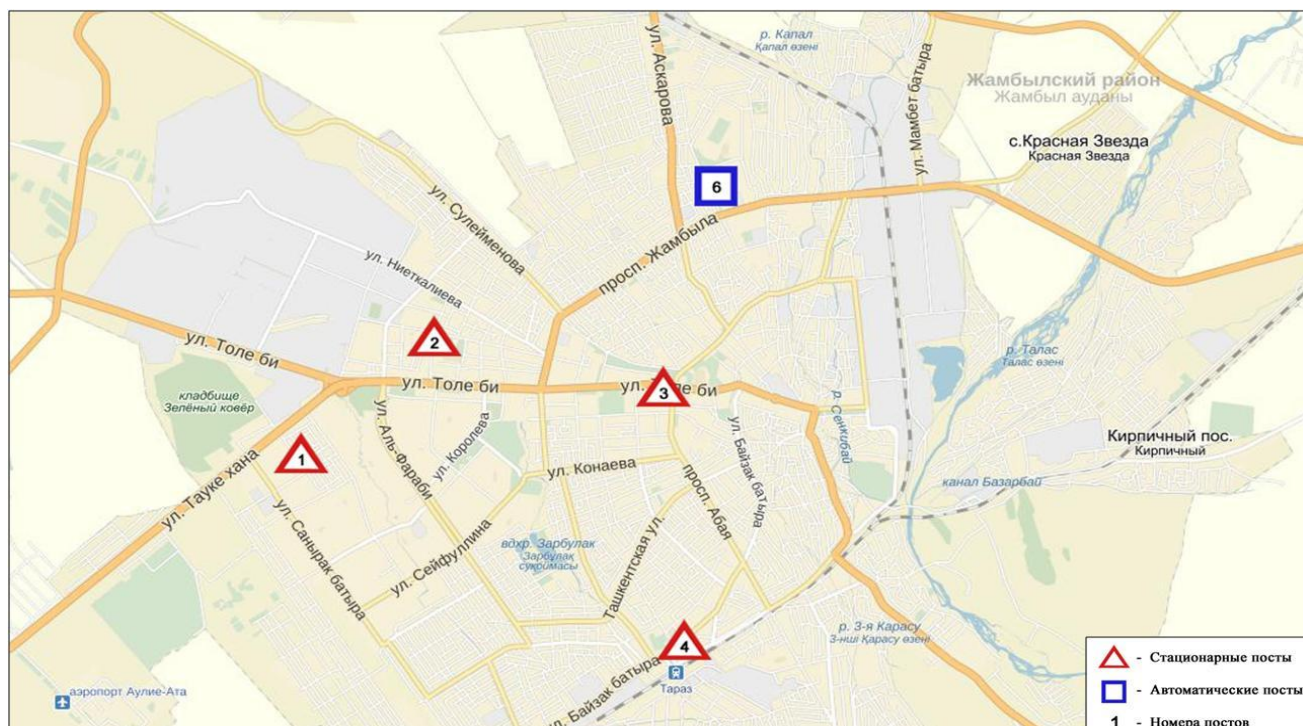 ул. Аскарова
р. Капал
Қапал өзені
ул. Мамбет батыра
Жамбылский район
Жамбыл ауданы
с.Красная Звезда
Красная Звезда
6
ул. Сулейменова
просп. Жамбыла
ул. Ниеткалиева
2
ул. Толе би
ул. Толе би
ул. Толе би
3
р. Талас
Талас өзені
кладбище
Зелёный ковёр
1
ул. Тауке хана
ул. Аль-Фараби
ул. Королева
ул. Байзак батыра
р. Сенкибай
Кирпичный пос.
Кирпичный
ул. Конаева
просп. Абая
канал Базарбай
ул. Санырак батыра
ул. Сейфуллина
вдхр. Зарбулак
Зарбулақ
суқоймасы
Ташкентская ул.
р. 3-я Карасу
3-нші Қарасу өзені
4
Тараз
ул. Байзак батыра
аэропорт Аулие-Ата
- Стационарные посты
- Автоматические посты
1 - Номера постов